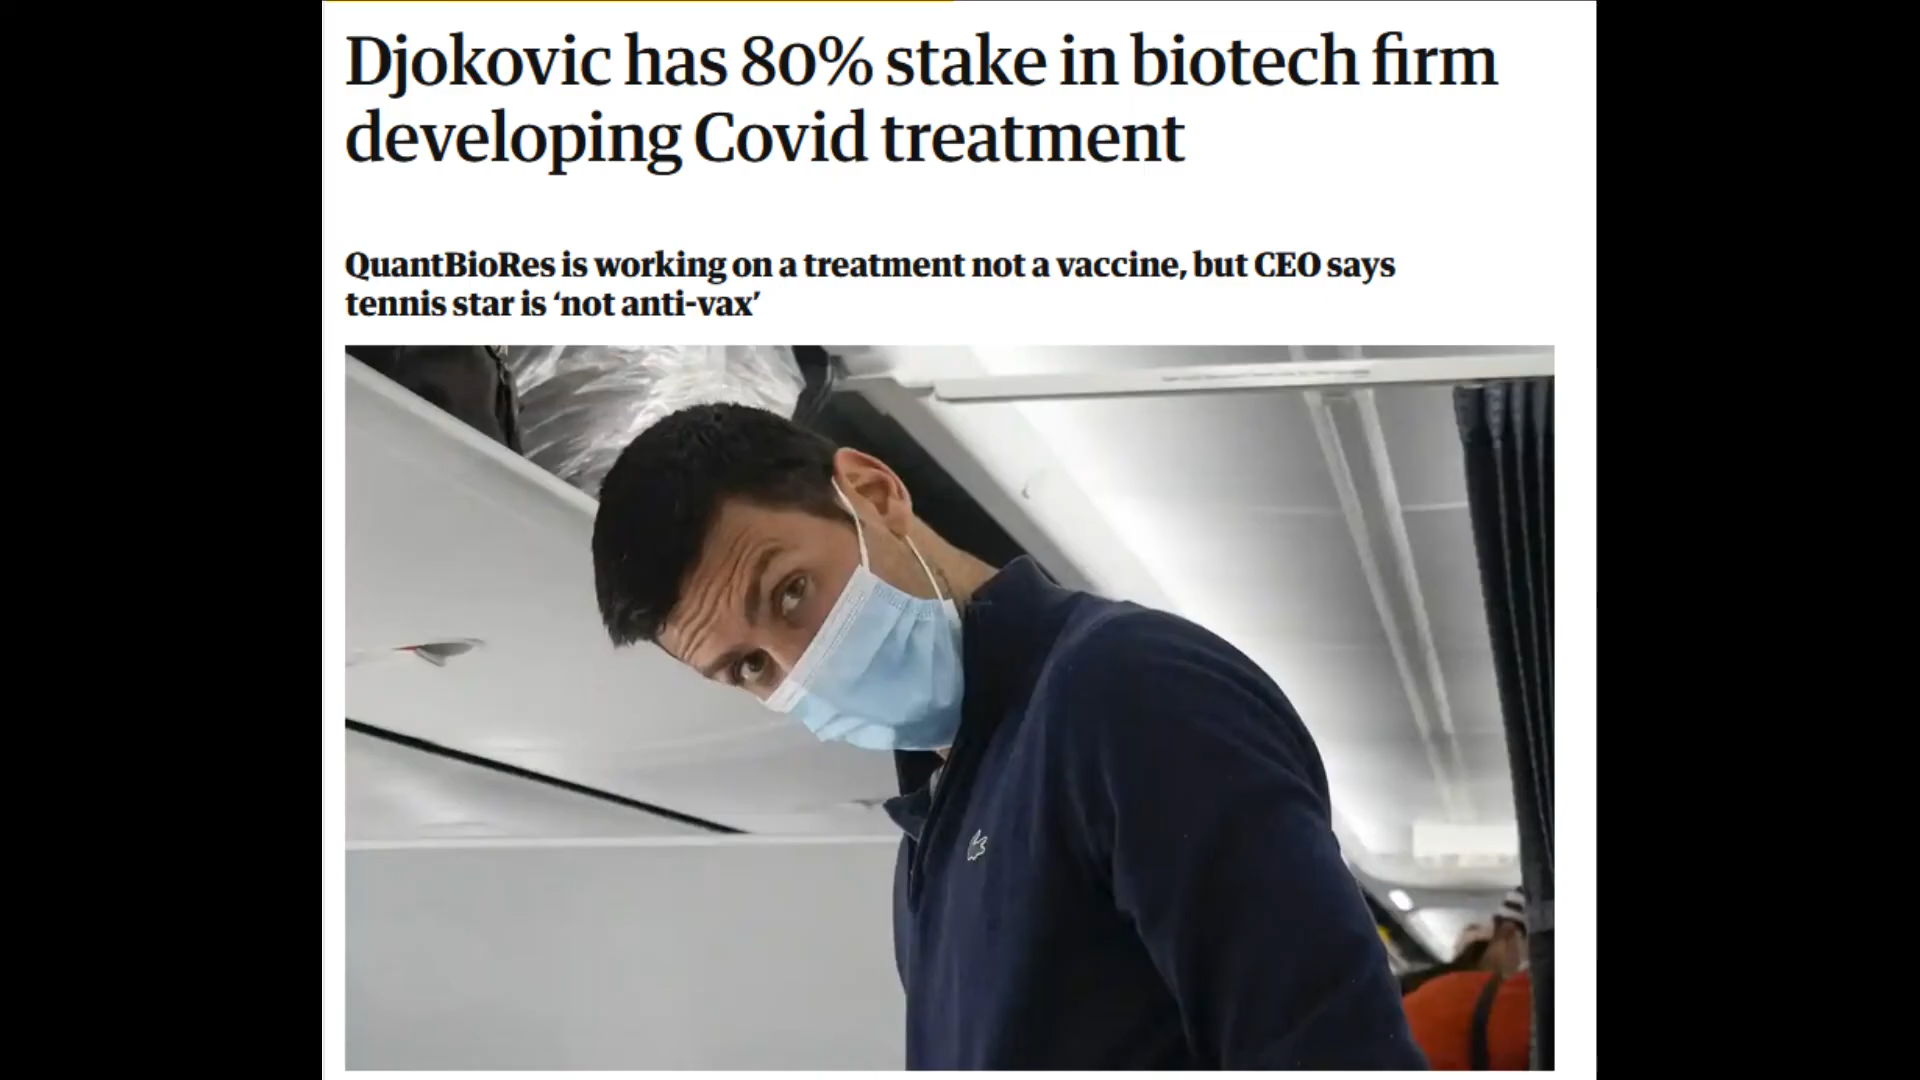 Djokovic has 80% stake in biotech firm
developing Covid treatment
QuantBioRes is working on a treatment not a vaccine, but CEO says
tennis star is ‘not anti-vax’